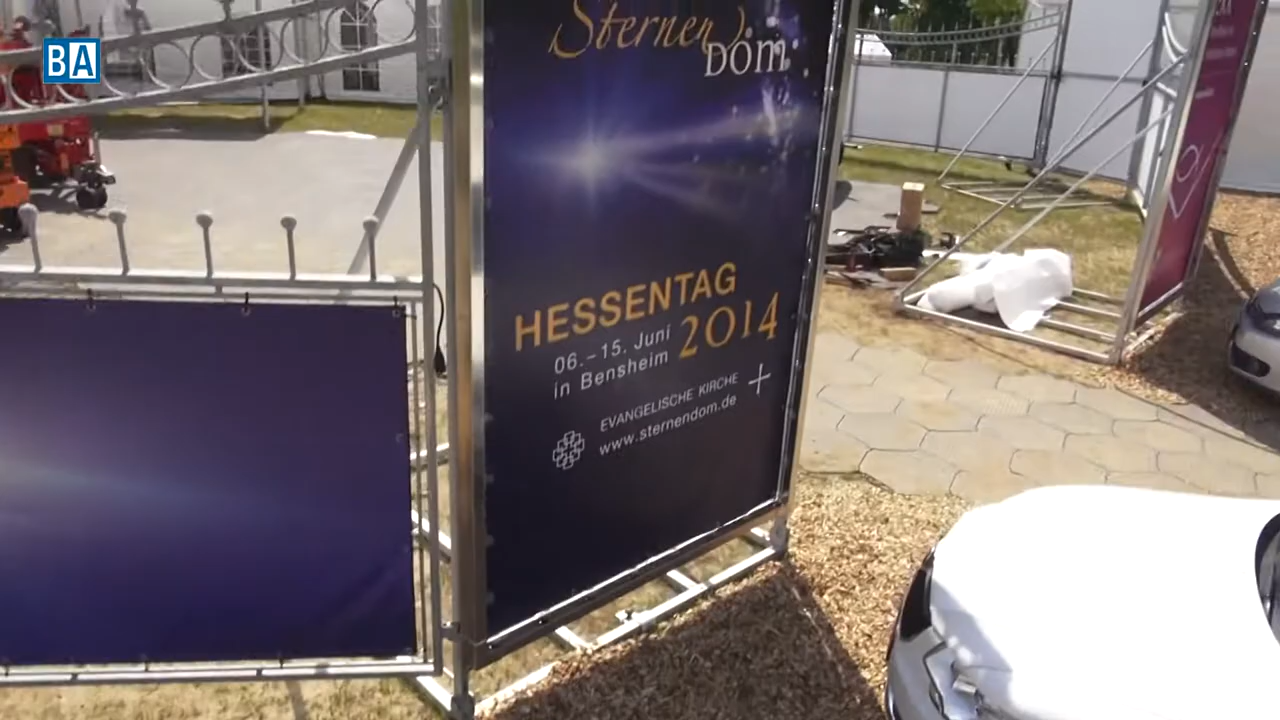 BA
Sternen
DOM
HESSENTAG
06. – 15. Juni
in Bensheim
2014
EVANGELISCHE KIRCHE
www.sternendom.de